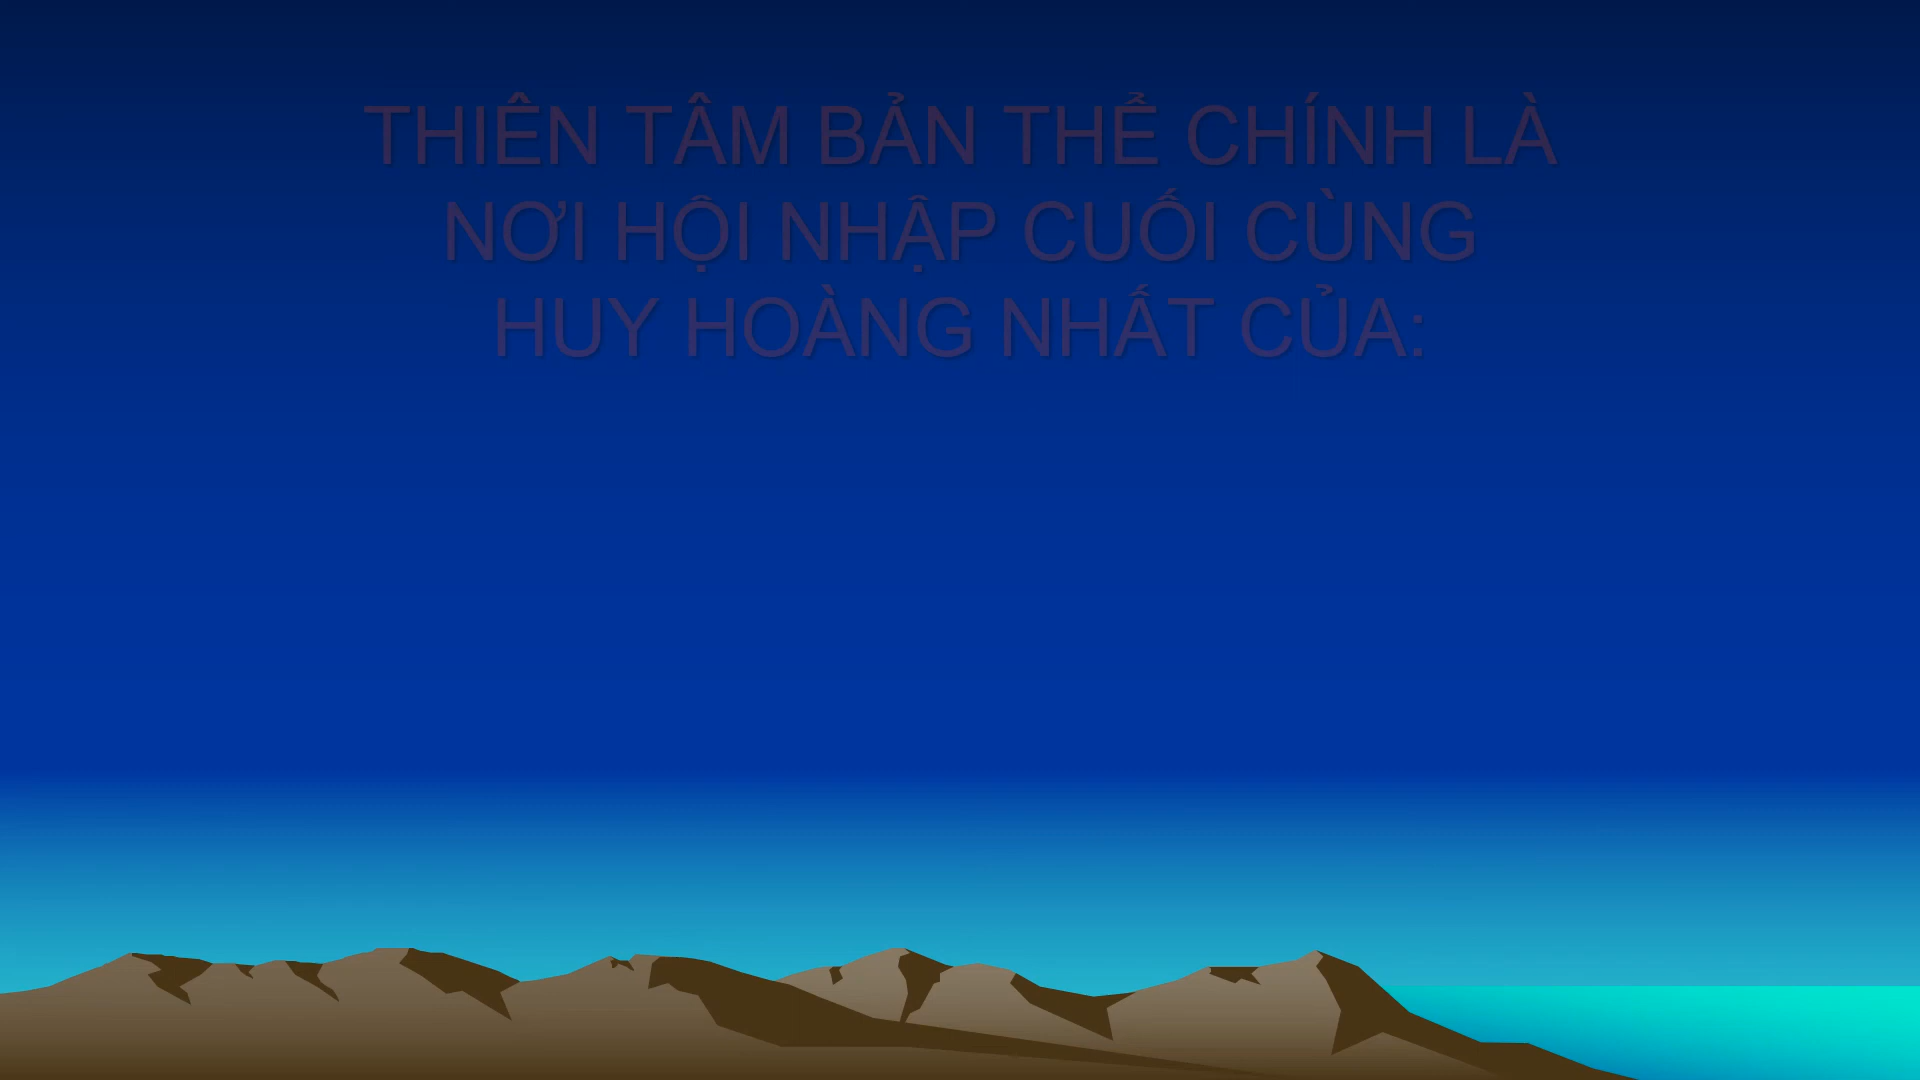 THIÊN TÂM BẢN THỂ CHÍNH LÀ
NƠI HỘI NHẬP CUỐI CÙNG
HUY HOÀNG NHẤT CỦA: